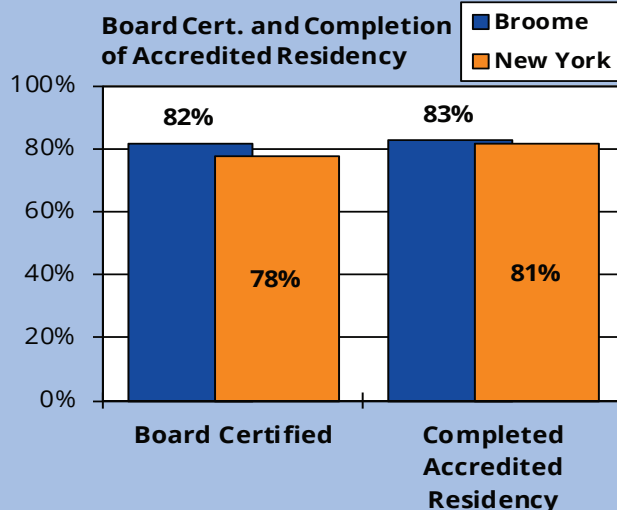 Board Cert. and Completion
of Accredited Residency
Broome
New York
100%
80%
60%
40%
20%
0%
82%
78%
83%
81%
Board Certified
Completed
Accredited
Residency